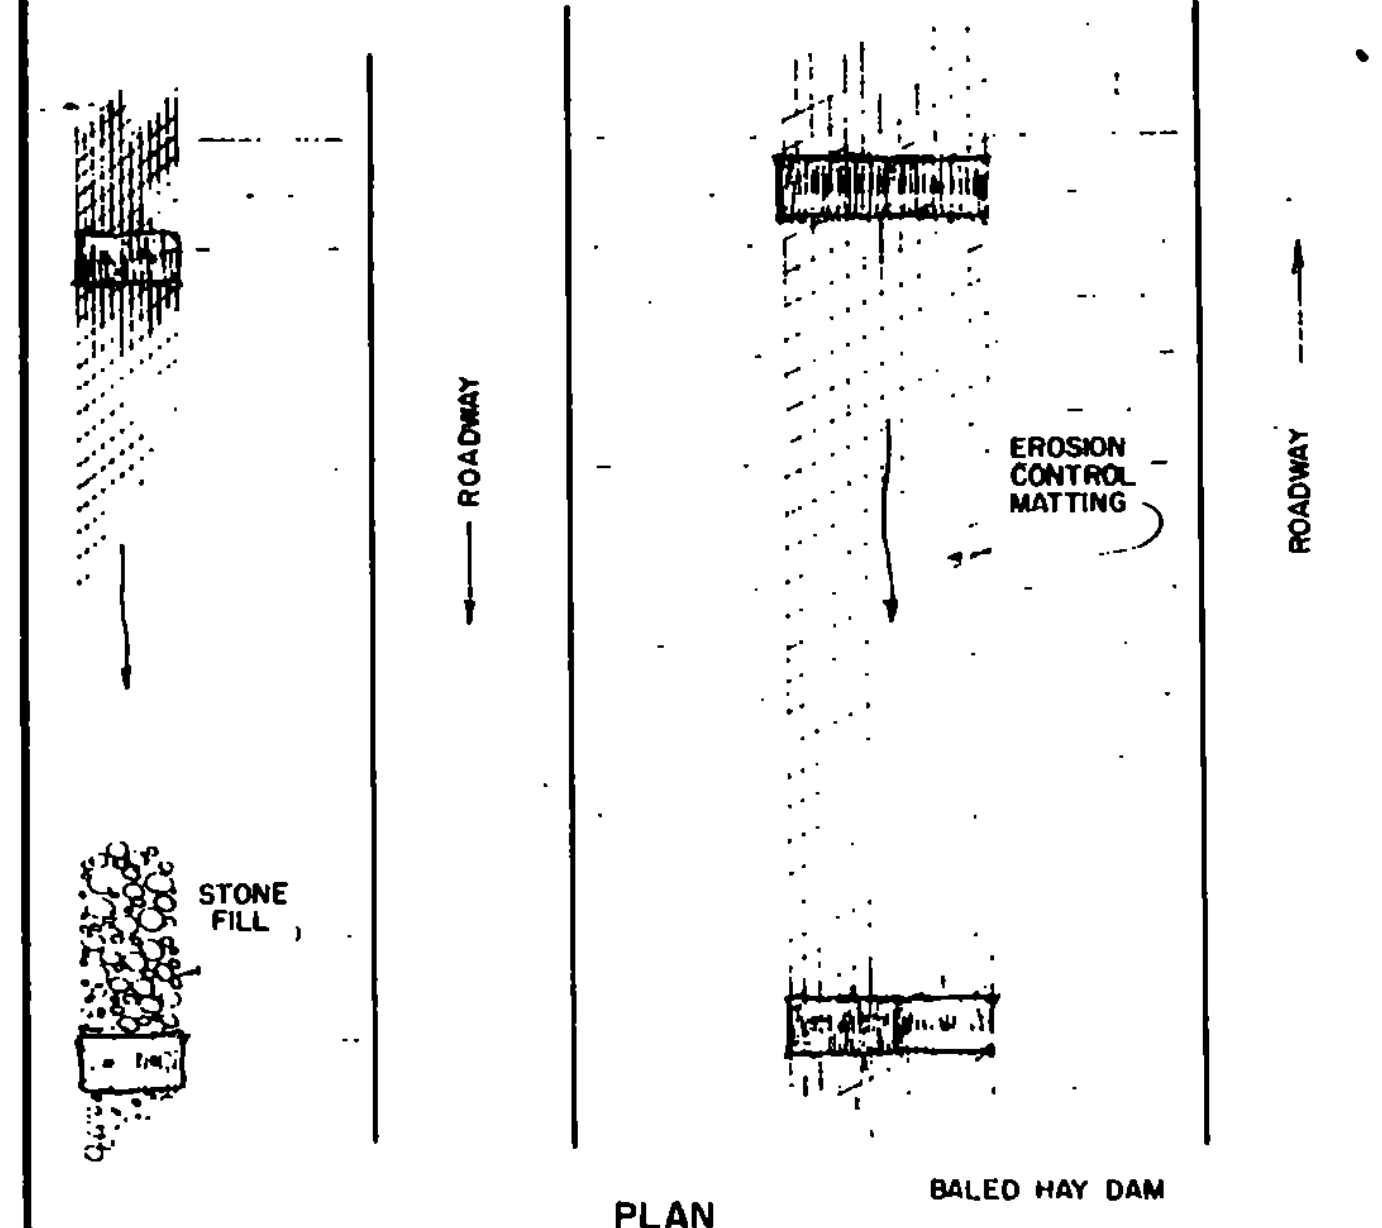 ROADWAY
EROSION
CONTROL
MATTING
ROADWAY
STONE
FILL
BALED HAY DAM
PLAN